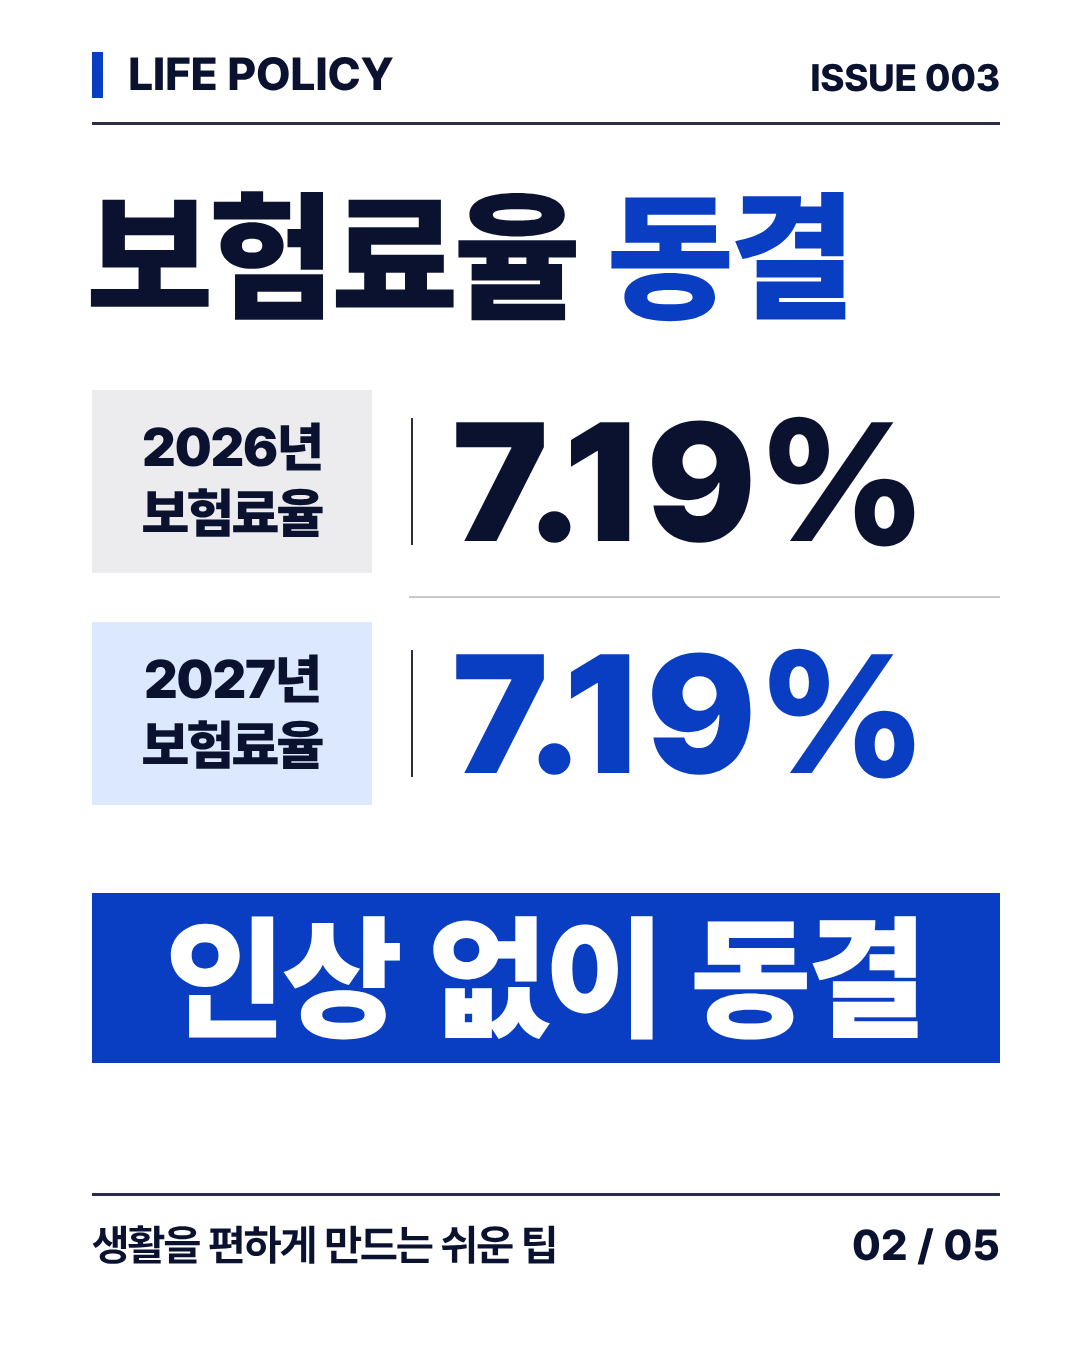 LIFE POLICY
ISSUE 003
보험료율 동결
2026년
보험료율
7.19%
2027년
보험료율
7.19%
인상 없이 동결
생활을 편하게 만드는 쉬운 팁
02 / 05